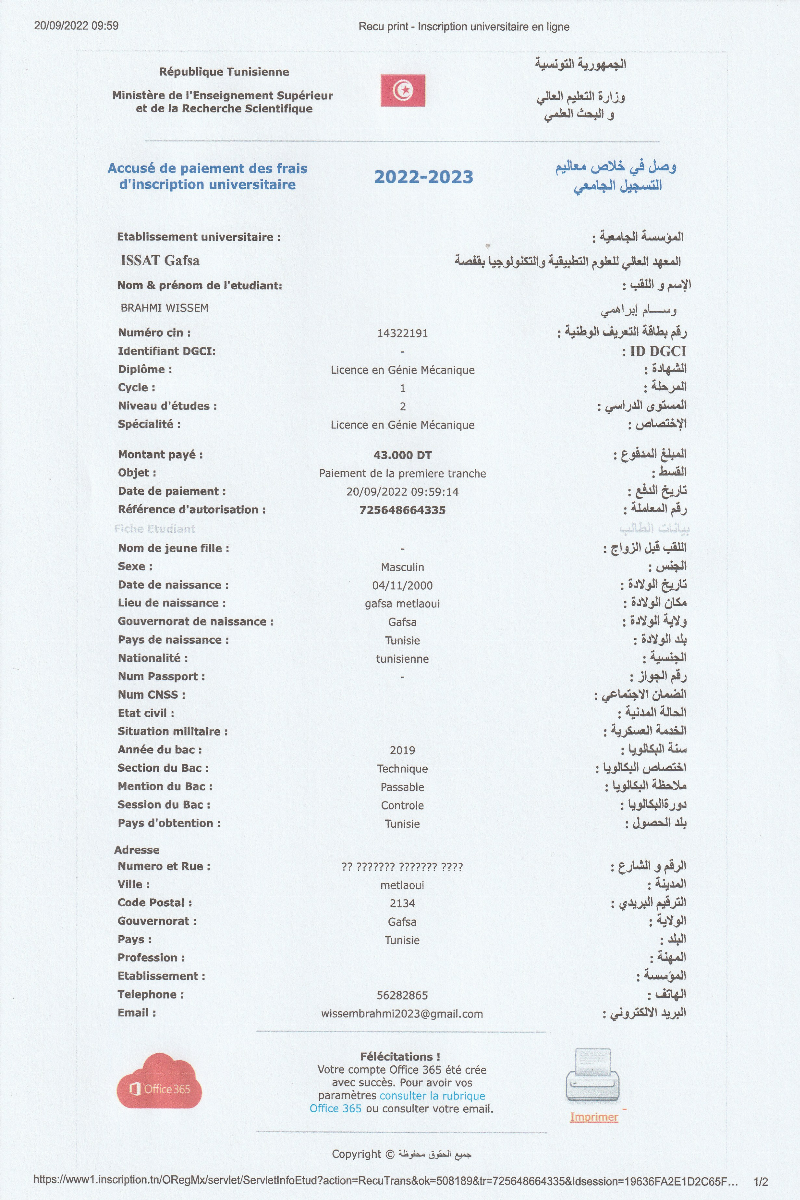 20/09/2022 09:59 Recu print - Inscription universitaire en ligne
République Tunisienne الجمهورية التونسية
Ministère de l'Enseignement Supérieur وزارة التعليم العالي
et de la Recherche Scientifique و البحث العلمي
Accusé de paiement des frais 2022-2023 وصل في خلاص معاليم
d'inscription universitaire التسجيل الجامعي
Etablissement universitaire : المؤسسة الجامعية :
ISSAT Gafsa المعهد العالي للعلوم التطبيقية والتكنولوجيا بقفصة
Nom & prénom de l'etudiant: الإسم و اللقب :
BRAHMI WISSEM وسام إبراهمي
Numéro cin : 14322191 رقم بطاقة التعريف الوطنية :
Identifiant DGCI: - ID DGCI :
Diplôme : Licence en Génie Mécanique الشهادة :
Cycle : 1 المرحلة :
Niveau d'études : 2 المستوى الدراسي :
Spécialité : Licence en Génie Mécanique الإختصاص :
Montant payé : 43.000 DT المبلغ المدفوع :
Objet : Paiement de la premiere tranche القسط :
Date de paiement : 20/09/2022 09:59:14 تاريخ الدفع :
Référence d'autorisation : 725648664335 رقم المعاملة :
Fiche Etudiant بيانات الطالب
Nom de jeune fille : - اللقب قبل الزواج :
Sexe : Masculin الجنس :
Date de naissance : 04/11/2000 تاريخ الولادة :
Lieu de naissance : gafsa metlaoui مكان الولادة :
Gouvernorat de naissance : Gafsa ولاية الولادة :
Pays de naissance : Tunisie بلد الولادة :
Nationalité : tunisienne الجنسية :
Num Passport : - رقم الجواز :
Num CNSS : الضمان الاجتماعي :
Etat civil : الحالة المدنية :
Situation militaire : الخدمة العسكرية :
Année du bac : 2019 سنة البكالوريا :
Section du Bac : Technique اختصاص البكالوريا :
Mention du Bac : Passable ملاحظة البكالوريا :
Session du Bac : Controle دورة البكالوريا :
Pays d'obtention : Tunisie بلد الحصول :
Adresse
Numero et Rue : ?? ??????? ??????? ???? الرقم و الشارع :
Ville : metlaoui المدينة :
Code Postal : 2134 الترقيم البريدي :
Gouvernorat : Gafsa الولاية :
Pays : Tunisie البلد :
Profession : المهنة :
Etablissement : المؤسسة :
Telephone : 56282865 الهاتف :
Email : wissembrahmi2023@gmail.com البريد الالكتروني :
Félécitations !
Votre compte Office 365 été crée
avec succès. Pour avoir vos
paramètres consulter la rubrique
Office 365 ou consulter votre email.
Office 365
Imprimer
Copyright © جميع الحقوق محفوظة
https://www1.inscription.tn/ORegMx/servlet/ServletInfoEtud?action=RecuTrans&ok=508189&tr=725648664335&Idsession=19636FA2E1D2C65F... 1/2